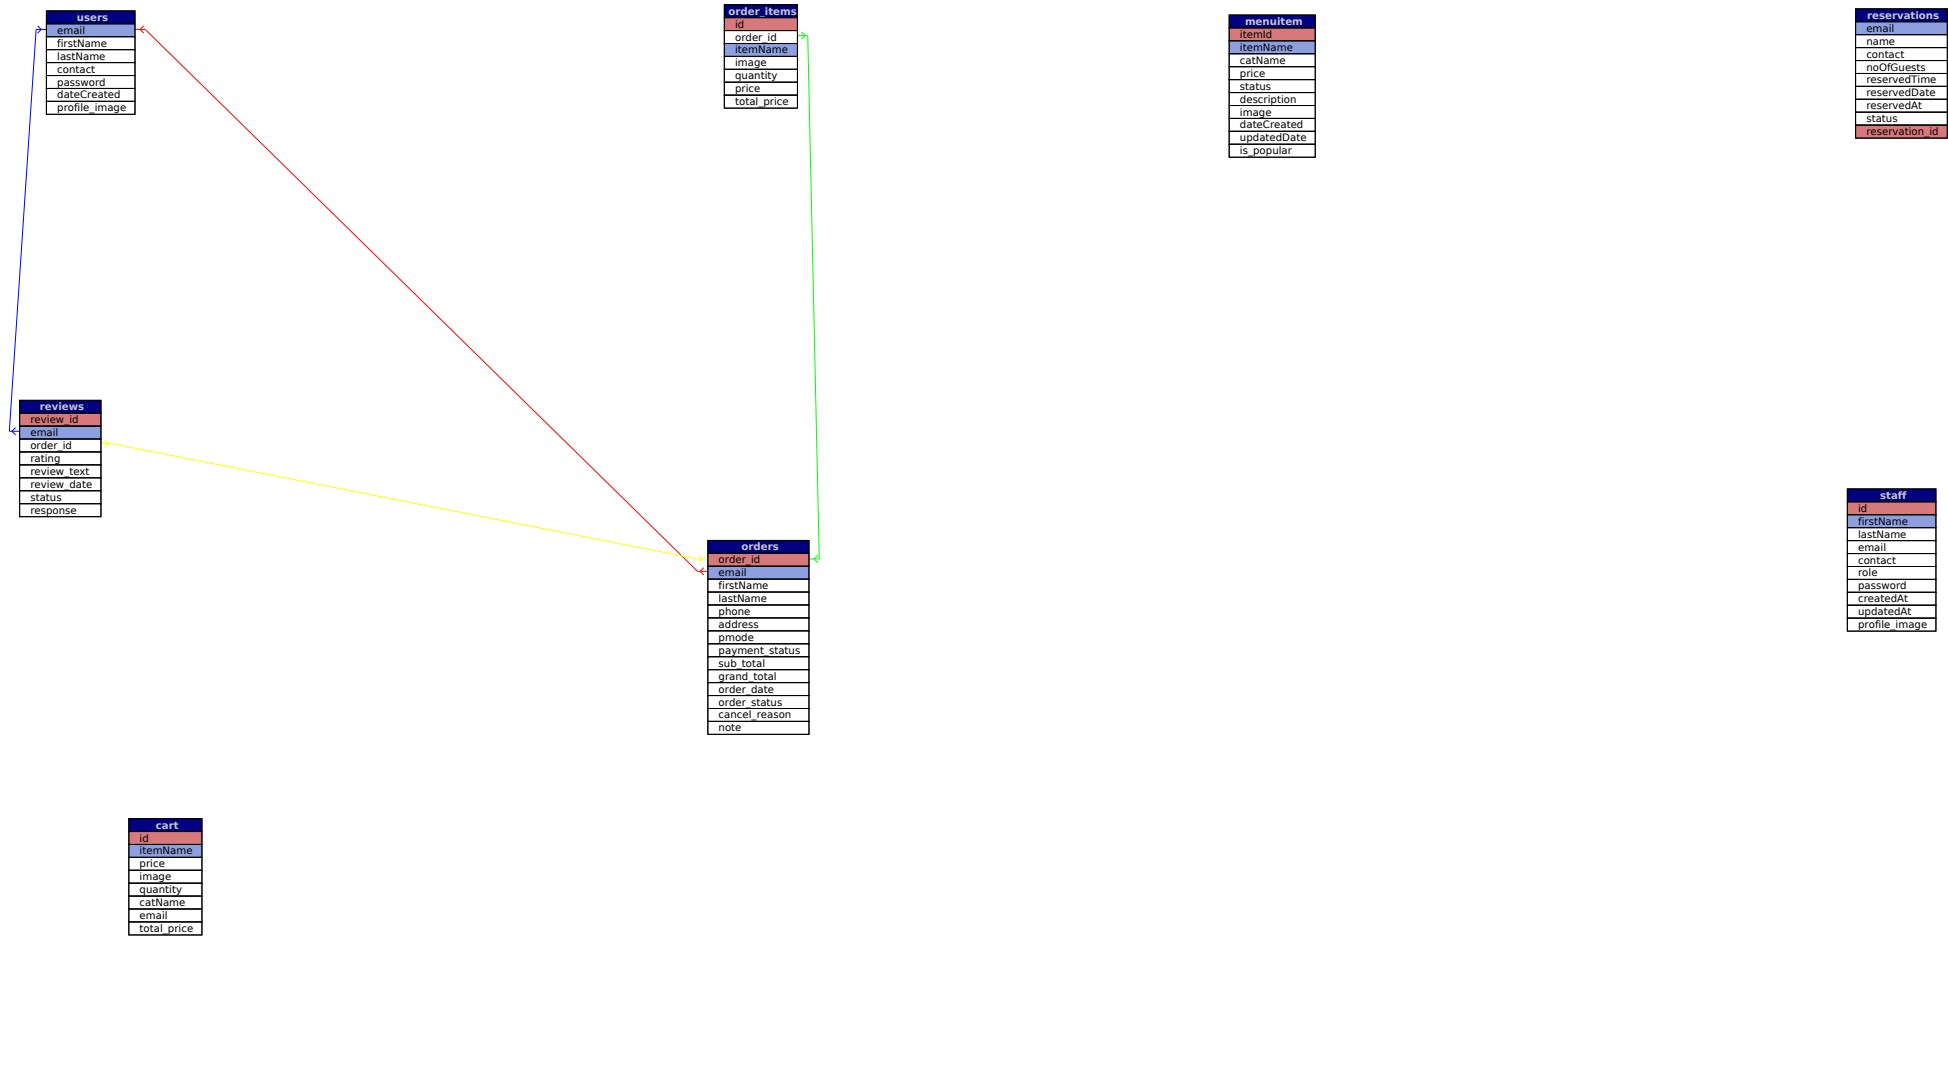 users
email
firstName
lastName
contact
password
dateCreated
profile_image
order_items
id
order_id
itemName
image
quantity
price
total_price
menuitem
itemId
itemName
catName
price
status
description
image
dateCreated
updatedDate
is_popular
reservations
email
name
contact
noOfGuests
reservedTime
reservedDate
reservedAt
status
reservation_id
reviews
review_id
email
order_id
rating
review_text
review_date
status
response
orders
order_id
email
firstName
lastName
phone
address
pmode
payment_status
sub_total
grand_total
order_date
order_status
cancel_reason
note
staff
id
firstName
lastName
email
contact
role
password
createdAt
updatedAt
profile_image
cart
id
itemName
price
image
quantity
catName
email
total_price